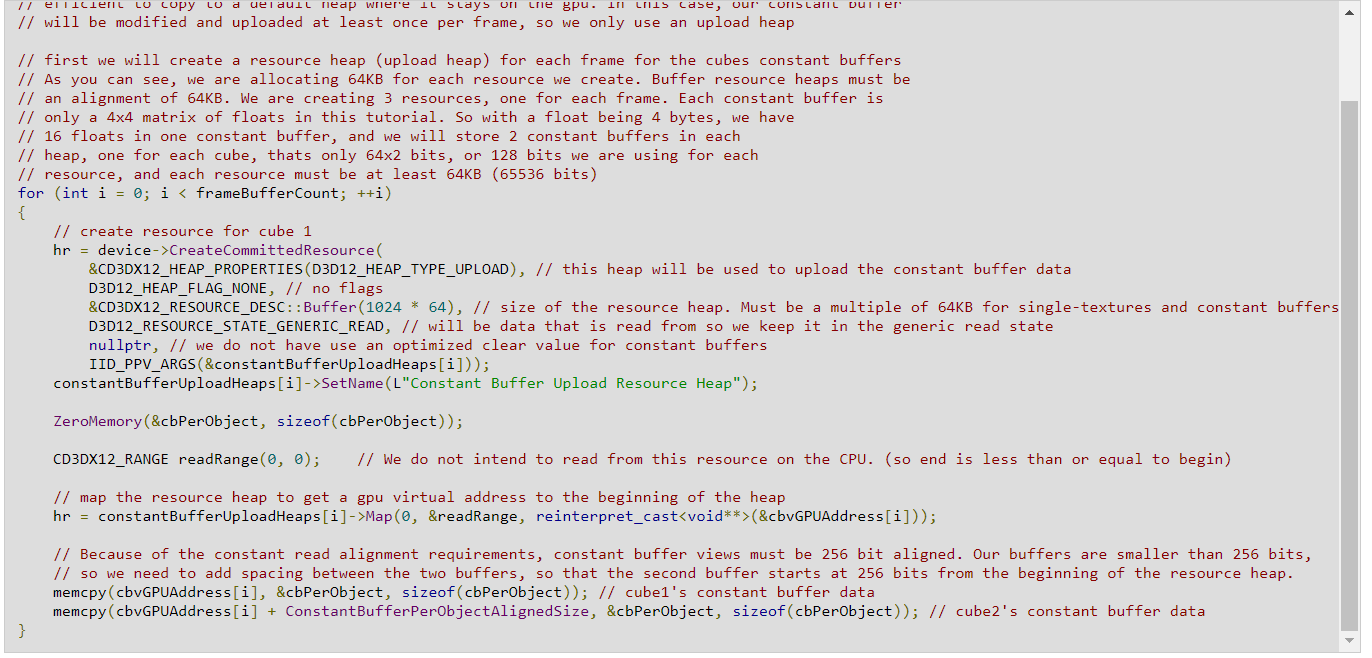 // efficient to copy to a default heap where it stays on the gpu. In this case, our constant buffer
// will be modified and uploaded at least once per frame, so we only use an upload heap

// first we will create a resource heap (upload heap) for each frame for the cubes constant buffers
// As you can see, we are allocating 64KB for each resource we create. Buffer resource heaps must be
// an alignment of 64KB. We are creating 3 resources, one for each frame. Each constant buffer is
// only a 4x4 matrix of floats in this tutorial. So with a float being 4 bytes, we have
// 16 floats in one constant buffer, and we will store 2 constant buffers in each
// heap, one for each cube, thats only 64x2 bits, or 128 bits we are using for each
// resource, and each resource must be at least 64KB (65536 bits)
for (int i = 0; i < frameBufferCount; ++i)
{
    // create resource for cube 1
    hr = device->CreateCommittedResource(
        &CD3DX12_HEAP_PROPERTIES(D3D12_HEAP_TYPE_UPLOAD), // this heap will be used to upload the constant buffer data
        D3D12_HEAP_FLAG_NONE, // no flags
        &CD3DX12_RESOURCE_DESC::Buffer(1024 * 64), // size of the resource heap. Must be a multiple of 64KB for single-textures and constant buffers
        D3D12_RESOURCE_STATE_GENERIC_READ, // will be data that is read from so we keep it in the generic read state
        nullptr, // we do not have use an optimized clear value for constant buffers
        IID_PPV_ARGS(&constantBufferUploadHeaps[i]));
    constantBufferUploadHeaps[i]->SetName(L"Constant Buffer Upload Resource Heap");

    ZeroMemory(&cbPerObject, sizeof(cbPerObject));

    CD3DX12_RANGE readRange(0, 0);    // We do not intend to read from this resource on the CPU. (so end is less than or equal to begin)

    // map the resource heap to get a gpu virtual address to the beginning of the heap
    hr = constantBufferUploadHeaps[i]->Map(0, &readRange, reinterpret_cast<void**>(&cbvGPUAddress[i]));

    // Because of the constant read alignment requirements, constant buffer views must be 256 bit aligned. Our buffers are smaller than 256 bits,
    // so we need to add spacing between the two buffers, so that the second buffer starts at 256 bits from the beginning of the resource heap.
    memcpy(cbvGPUAddress[i], &cbPerObject, sizeof(cbPerObject)); // cube1's constant buffer data
    memcpy(cbvGPUAddress[i] + ConstantBufferPerObjectAlignedSize, &cbPerObject, sizeof(cbPerObject)); // cube2's constant buffer data
}